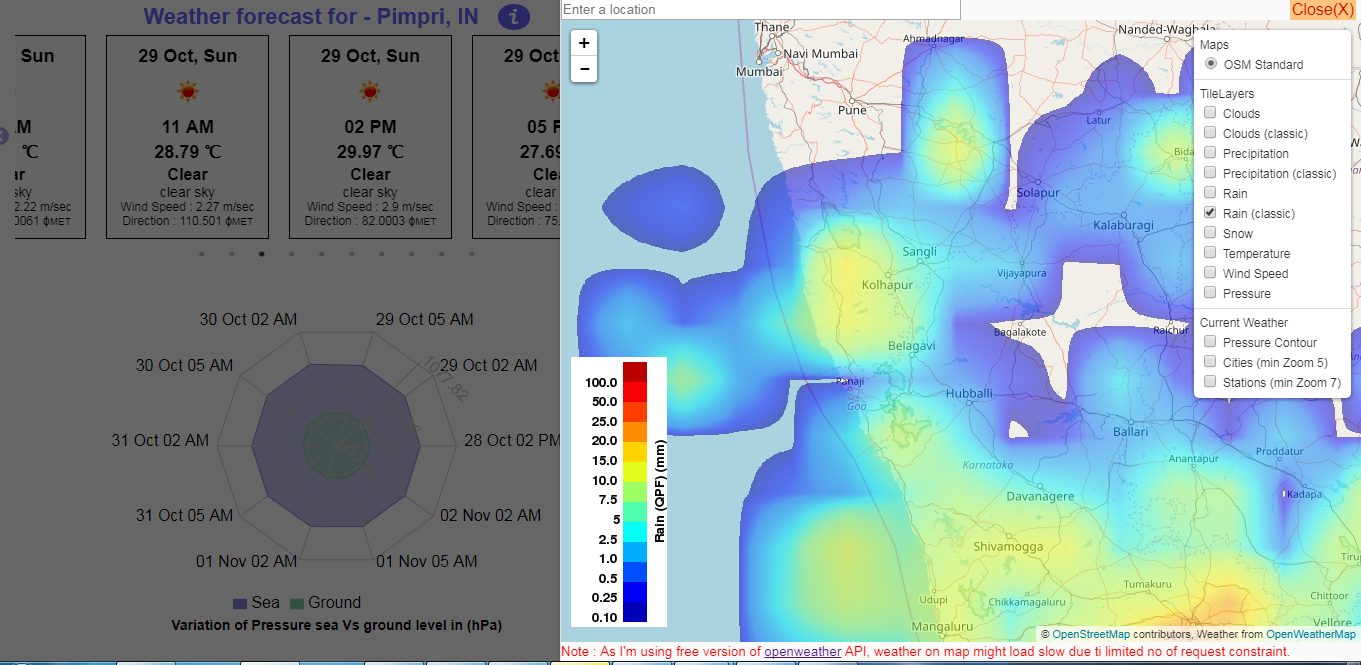 Weather forecast for - Pimpri, IN
i
Sun
29 Oct, Sun
29 Oct, Sun
29 Oct
11 AM
02 PM
05
℃
28.79 ℃
29.97 ℃
27.69
Clear
Clear
sky
clear sky
clear sky
2.22 m/sec
Wind Speed : 2.27 m/sec
Wind Speed : 2.9 m/sec
Wind Speed
Direction : 110.501 фмет
Direction : 82.0003 фмет
Direction : 75.
30 Oct 02 AM
29 Oct 05 AM
30 Oct 05 AM
29 Oct 02 AM
1077.82
31 Oct 02 AM
28 Oct 02 PM
31 Oct 05 AM
02 Nov 02 AM
01 Nov 02 AM
01 Nov 05 AM
Sea
Ground
Variation of Pressure sea Vs ground level in (hPa)
Enter a location
Close(X)
+
−
Thane
Navi Mumbai
Mumbai
Ahmadnagar
Nanded-Waghala
Pune
Latur
Bida
Solapur
Kalaburagi
Sangli
Vijayapura
Kolhapur
Bagalakote
Raichur
Belagavi
Panaji
Goa
Hubballi
Ballari
Proddatur
Karnataka
Anantapur
Davanagere
Kadapa
Shivamogga
Tiru
Tumakuru
Udupi
Chikkamagaluru
Chittoor
Mangaluru
Vellore
Maps
OSM Standard
TileLayers
Clouds
Clouds (classic)
Precipitation
Precipitation (classic)
Rain
Rain (classic)
Snow
Temperature
Wind Speed
Pressure
Current Weather
Pressure Contour
Cities (min Zoom 5)
Stations (min Zoom 7)
100.0
50.0
25.0
20.0
15.0
10.0
7.5
5
2.5
1.0
0.5
0.25
0.10
Rain (QPF) (mm)
© OpenStreetMap contributors, Weather from OpenWeatherMap
Note : As I'm using free version of openweather API, weather on map might load slow due ti limited no of request constraint.